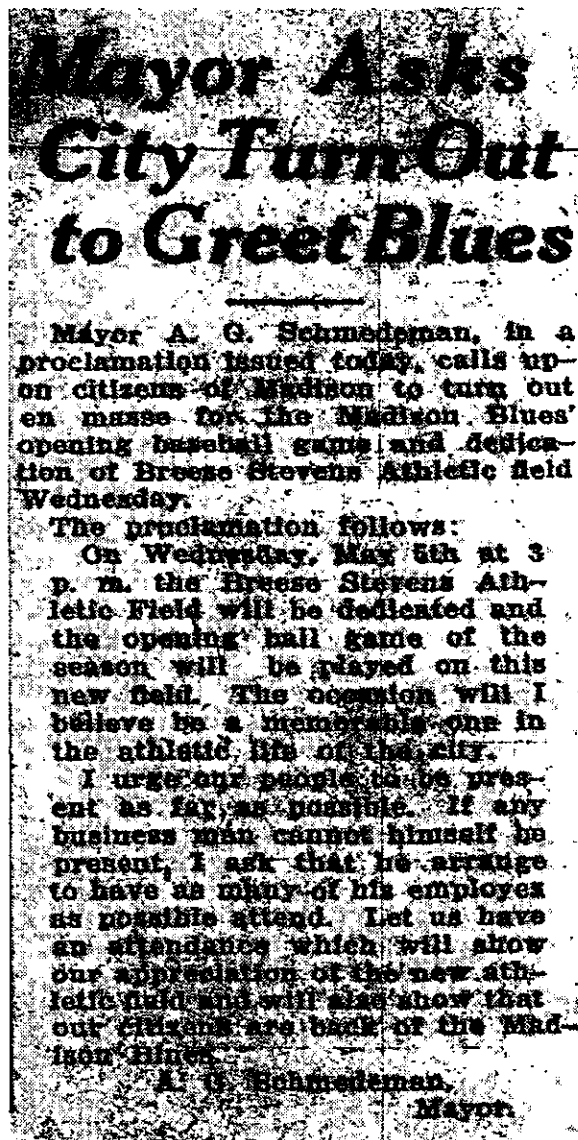 Mayor Asks
City Turn Out
to Greet Blues
Mayor A. G. Schmedeman, in a
proclamation issued today, calls up-
on citizens of Madison to turn out
en masse for the Madison Blues'
opening baseball game and dedica-
tion of Breese Stevens Athletic field
Wednesday.
The proclamation follows:
On Wednesday, May 5th at 3
p. m. the Breese Stevens Ath-
letic Field will be dedicated and
the opening ball game of the
season will be played on this
new field. The occasion will I
believe be a memorable one in
the athletic life of the city.
I urge our people to be pres-
ent as far as possible. If any
business man cannot himself be
present, I ask that he arrange
to have as many of his employes
as possible attend. Let us have
an attendance which will show
our appreciation of the new ath-
letic field and will also show that
our citizens are back of the Mad-
ison Blues.
A. G. Schmedeman,
Mayor.